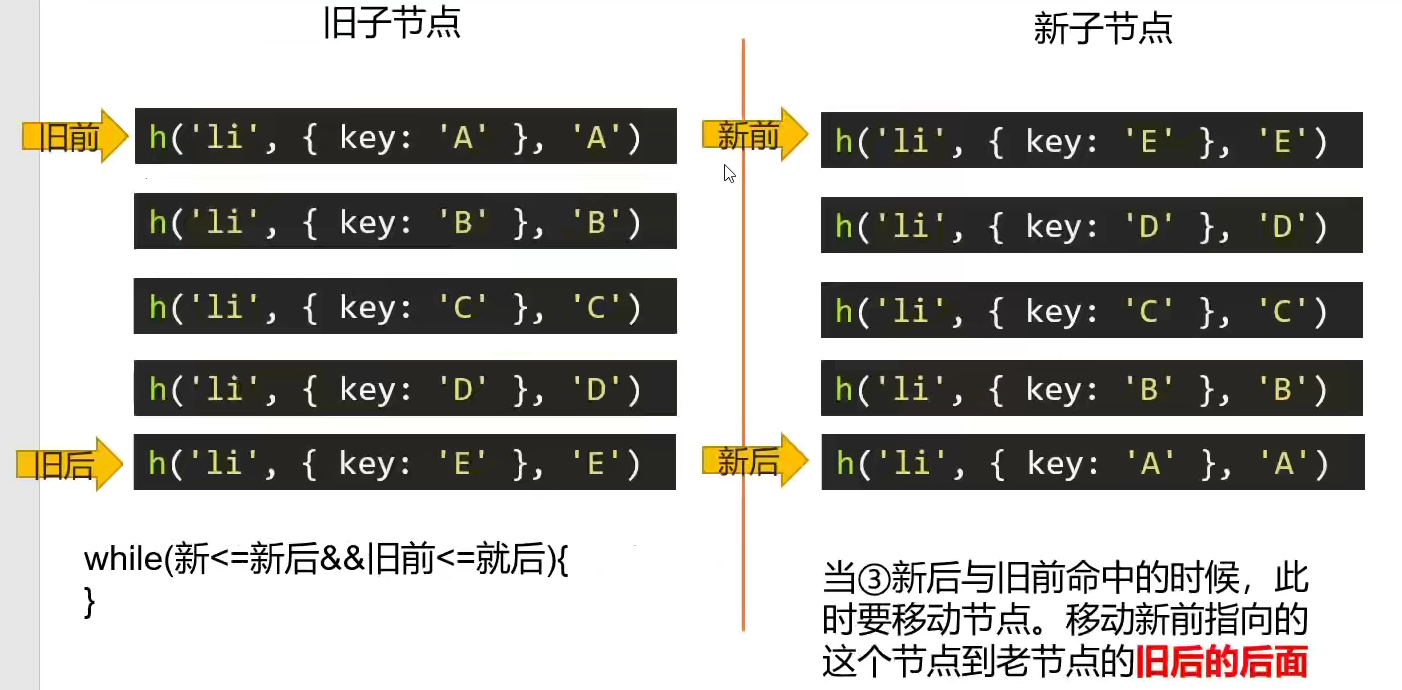 旧子节点
新子节点
旧前
h('li', { key: 'A' }, 'A')
新前
h('li', { key: 'E' }, 'E')
h('li', { key: 'B' }, 'B')
h('li', { key: 'D' }, 'D')
h('li', { key: 'C' }, 'C')
h('li', { key: 'C' }, 'C')
h('li', { key: 'D' }, 'D')
h('li', { key: 'B' }, 'B')
旧后
h('li', { key: 'E' }, 'E')
新后
h('li', { key: 'A' }, 'A')
while(新<=新后&&旧前<=就后){
}
当③新后与旧前命中的时候，此
时要移动节点。移动新前指向的
这个节点到老节点的旧后的后面